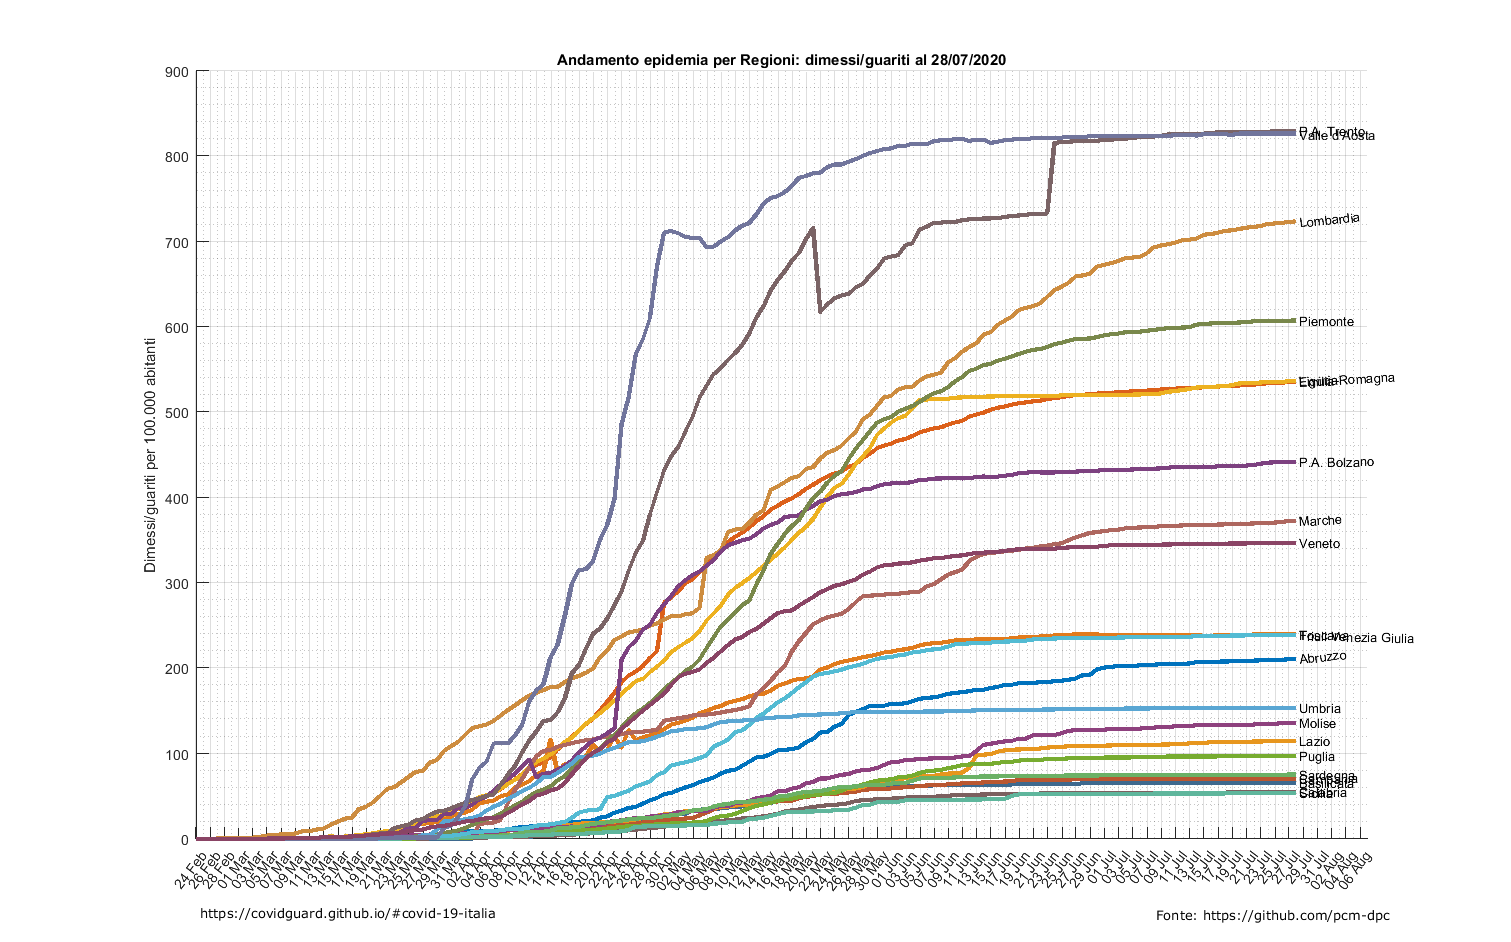 Andamento epidemia per Regioni: dimessi/guariti al 28/07/2020
Dimessi/guariti per 100.000 abitanti
900
800
700
600
500
400
300
200
100
0
P.A. Trento
Valle d'Aosta
Lombardia
Piemonte
Emilia-Romagna
P.A. Bolzano
Marche
Veneto
Toscana
Friuli Venezia Giulia
Abruzzo
Umbria
Molise
Lazio
Puglia
Sardegna
Basilicata
24 Feb
26 Feb
28 Feb
01 Mar
03 Mar
05 Mar
07 Mar
09 Mar
11 Mar
13 Mar
15 Mar
17 Mar
19 Mar
21 Mar
23 Mar
25 Mar
27 Mar
29 Mar
31 Mar
02 Apr
04 Apr
06 Apr
08 Apr
10 Apr
12 Apr
14 Apr
16 Apr
18 Apr
20 Apr
22 Apr
24 Apr
26 Apr
28 Apr
30 Apr
02 May
04 May
06 May
08 May
10 May
12 May
14 May
16 May
18 May
20 May
22 May
24 May
26 May
28 May
30 May
01 Jun
03 Jun
05 Jun
07 Jun
09 Jun
11 Jun
13 Jun
15 Jun
17 Jun
19 Jun
21 Jun
23 Jun
25 Jun
27 Jun
29 Jun
01 Jul
03 Jul
05 Jul
07 Jul
09 Jul
11 Jul
13 Jul
15 Jul
17 Jul
19 Jul
21 Jul
23 Jul
25 Jul
27 Jul
29 Jul
31 Jul
02 Aug
04 Aug
06 Aug
https://covidguard.github.io/#covid-19-italia
Fonte: https://github.com/pcm-dpc